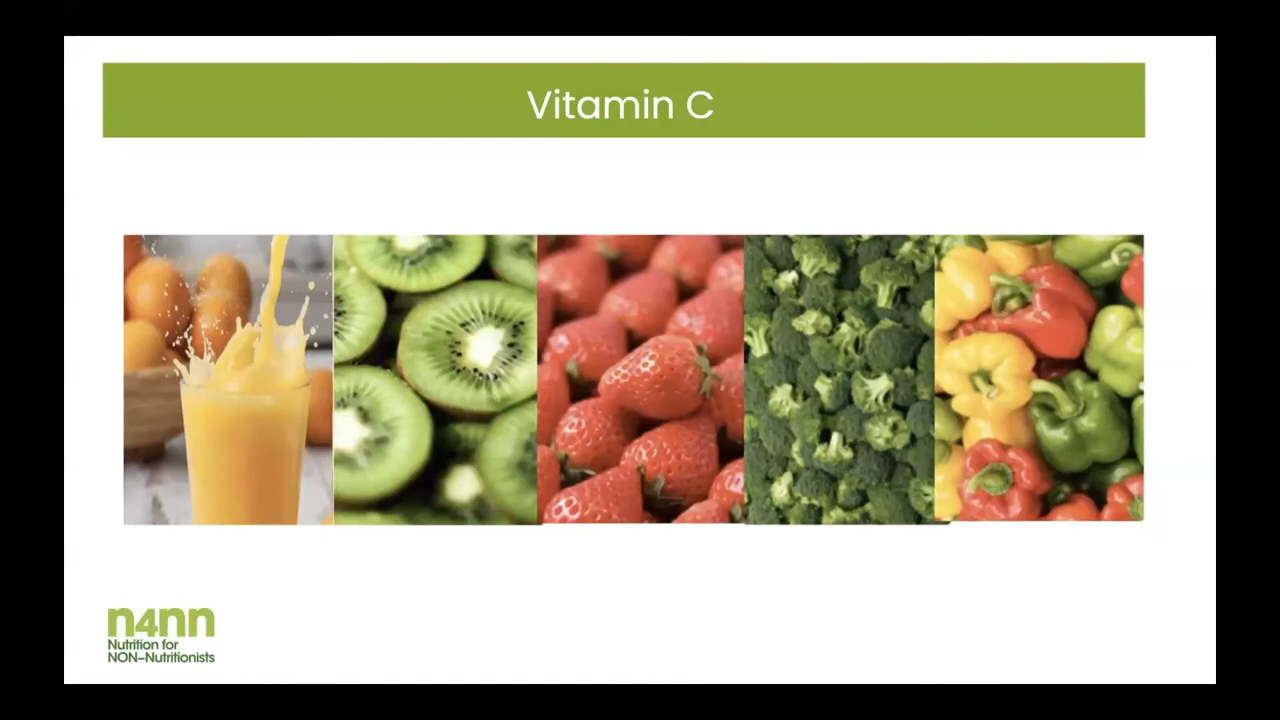 Vitamin C
n4nn
Nutrition for
NON–Nutritionists